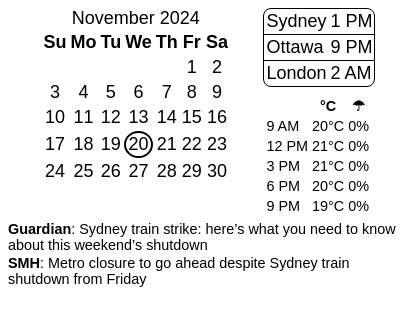 November 2024
Su Mo Tu We Th Fr Sa
1 2
3 4 5 6 7 8 9
10 11 12 13 14 15 16
17 18 19 20 21 22 23
24 25 26 27 28 29 30
Sydney 1 PM
Ottawa 9 PM
London 2 AM
°C ☂
9 AM 20°C 0%
12 PM 21°C 0%
3 PM 21°C 0%
6 PM 20°C 0%
9 PM 19°C 0%
Guardian: Sydney train strike: here’s what you need to know
about this weekend’s shutdown
SMH: Metro closure to go ahead despite Sydney train
shutdown from Friday